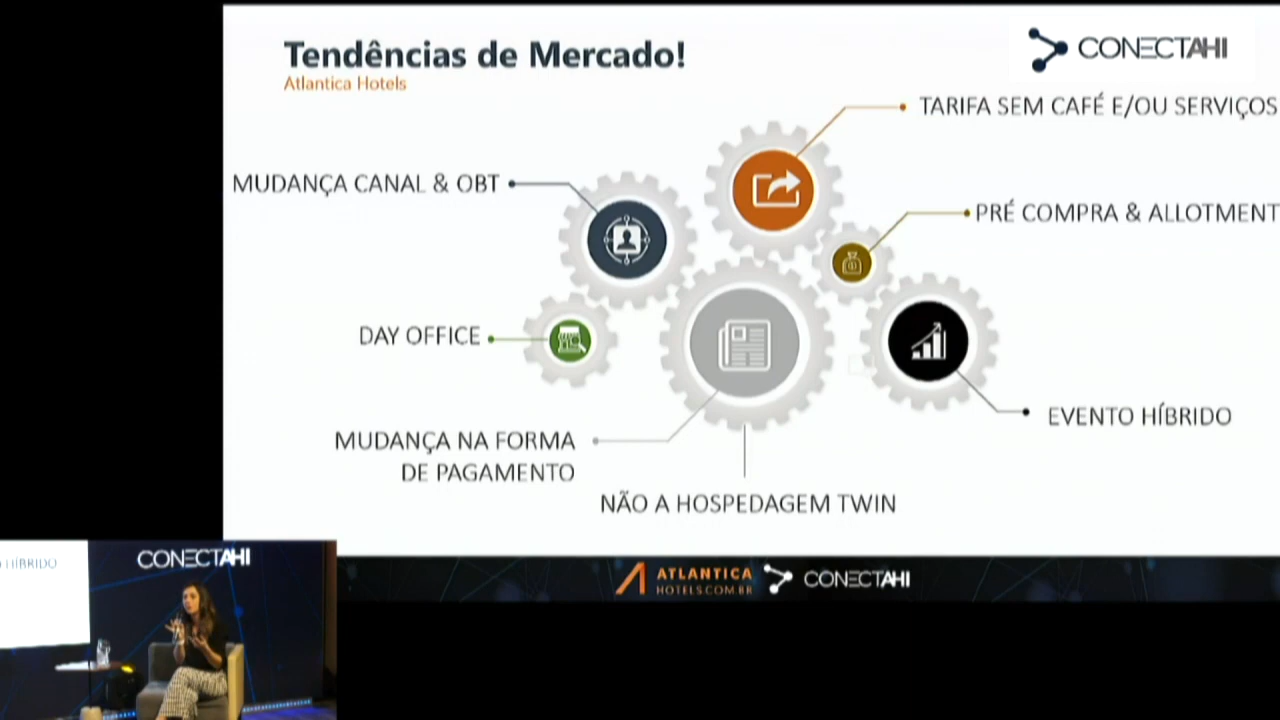 Tendências de Mercado!
Atlantica Hotels
CONECTAHI
TARIFA SEM CAFÉ E/OU SERVIÇOS
MUDANÇA CANAL & OBT
PRÉ COMPRA & ALLOTMENT
DAY OFFICE
EVENTO HÍBRIDO
MUDANÇA NA FORMA
DE PAGAMENTO
NÃO A HOSPEDAGEM TWIN
HÍBRIDO
CONECTAHI
ATLANTICA
HOTELS.COM.BR
CONECTAHI